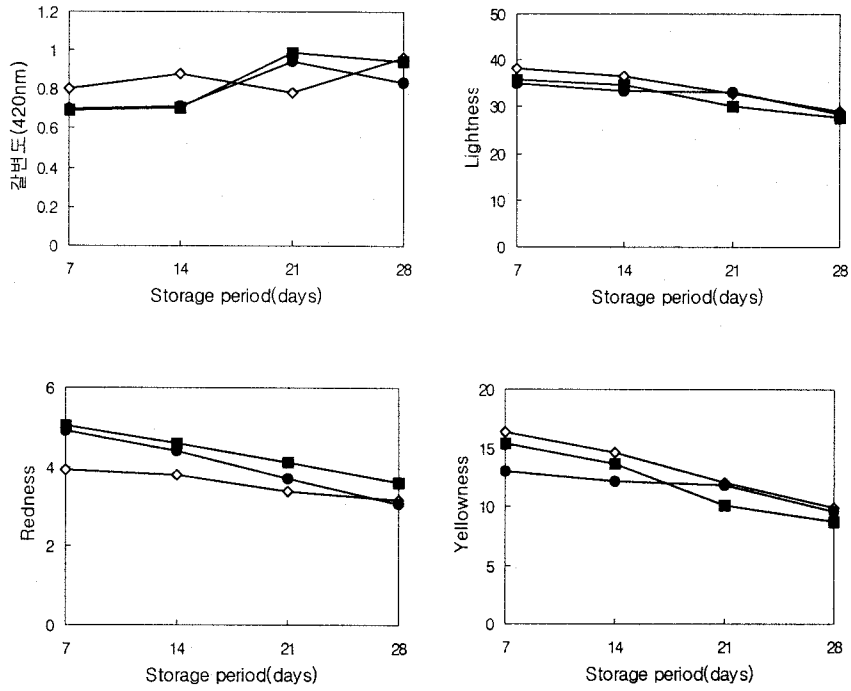 갈변도(420nm)
1.2
1
0.8
0.6
0.4
0.2
0
7 14 21 28
Storage period(days)
Lightness
50
40
30
20
10
0
7 14 21 28
Storage period(days)
Redness
6
4
2
0
7 14 21 28
Storage period(days)
Yellowness
20
15
10
5
0
7 14 21 28
Storage period(days)